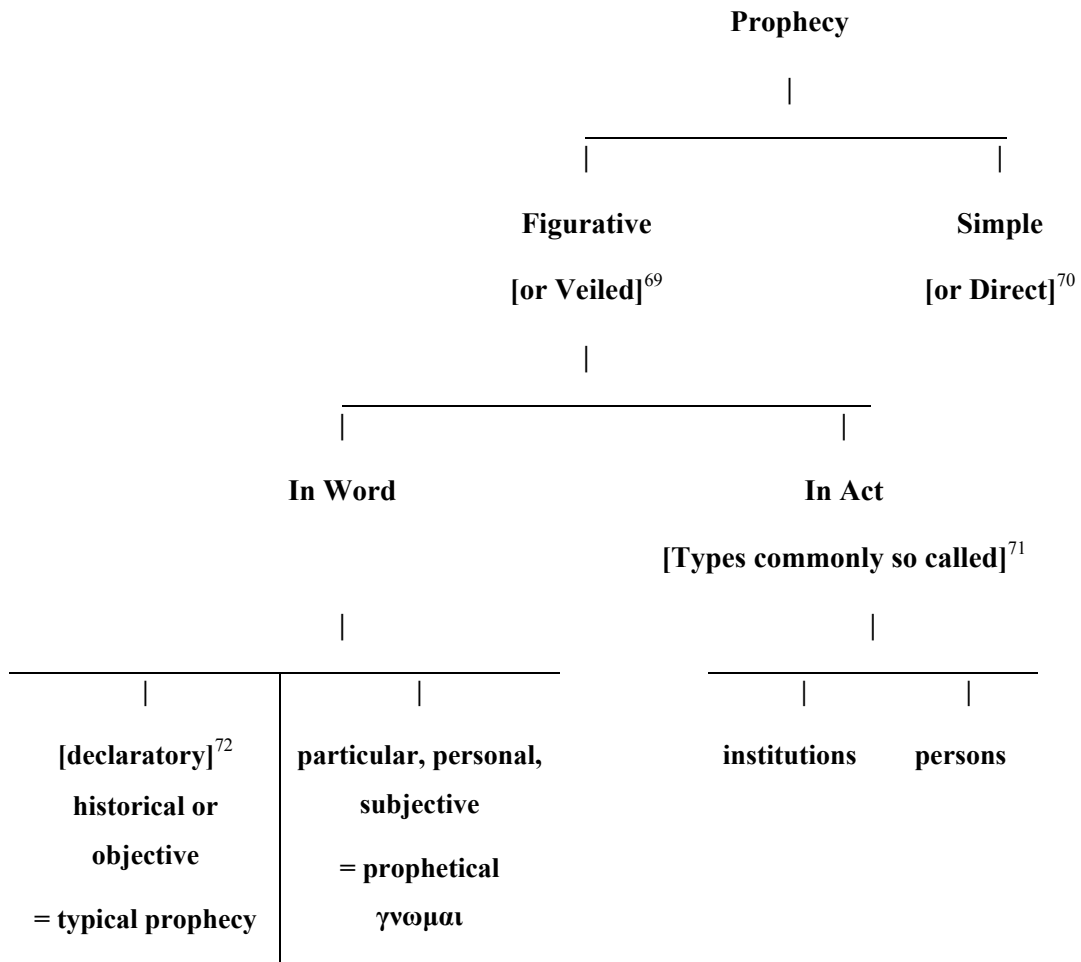 Prophecy
Figurative
[or Veiled]69
Simple
[or Direct]70
In Word
In Act
[Types commonly so called]71
[declaratory]72
historical or
objective
= typical prophecy
particular, personal,
subjective
= prophetical
γνωμαι
institutions
persons